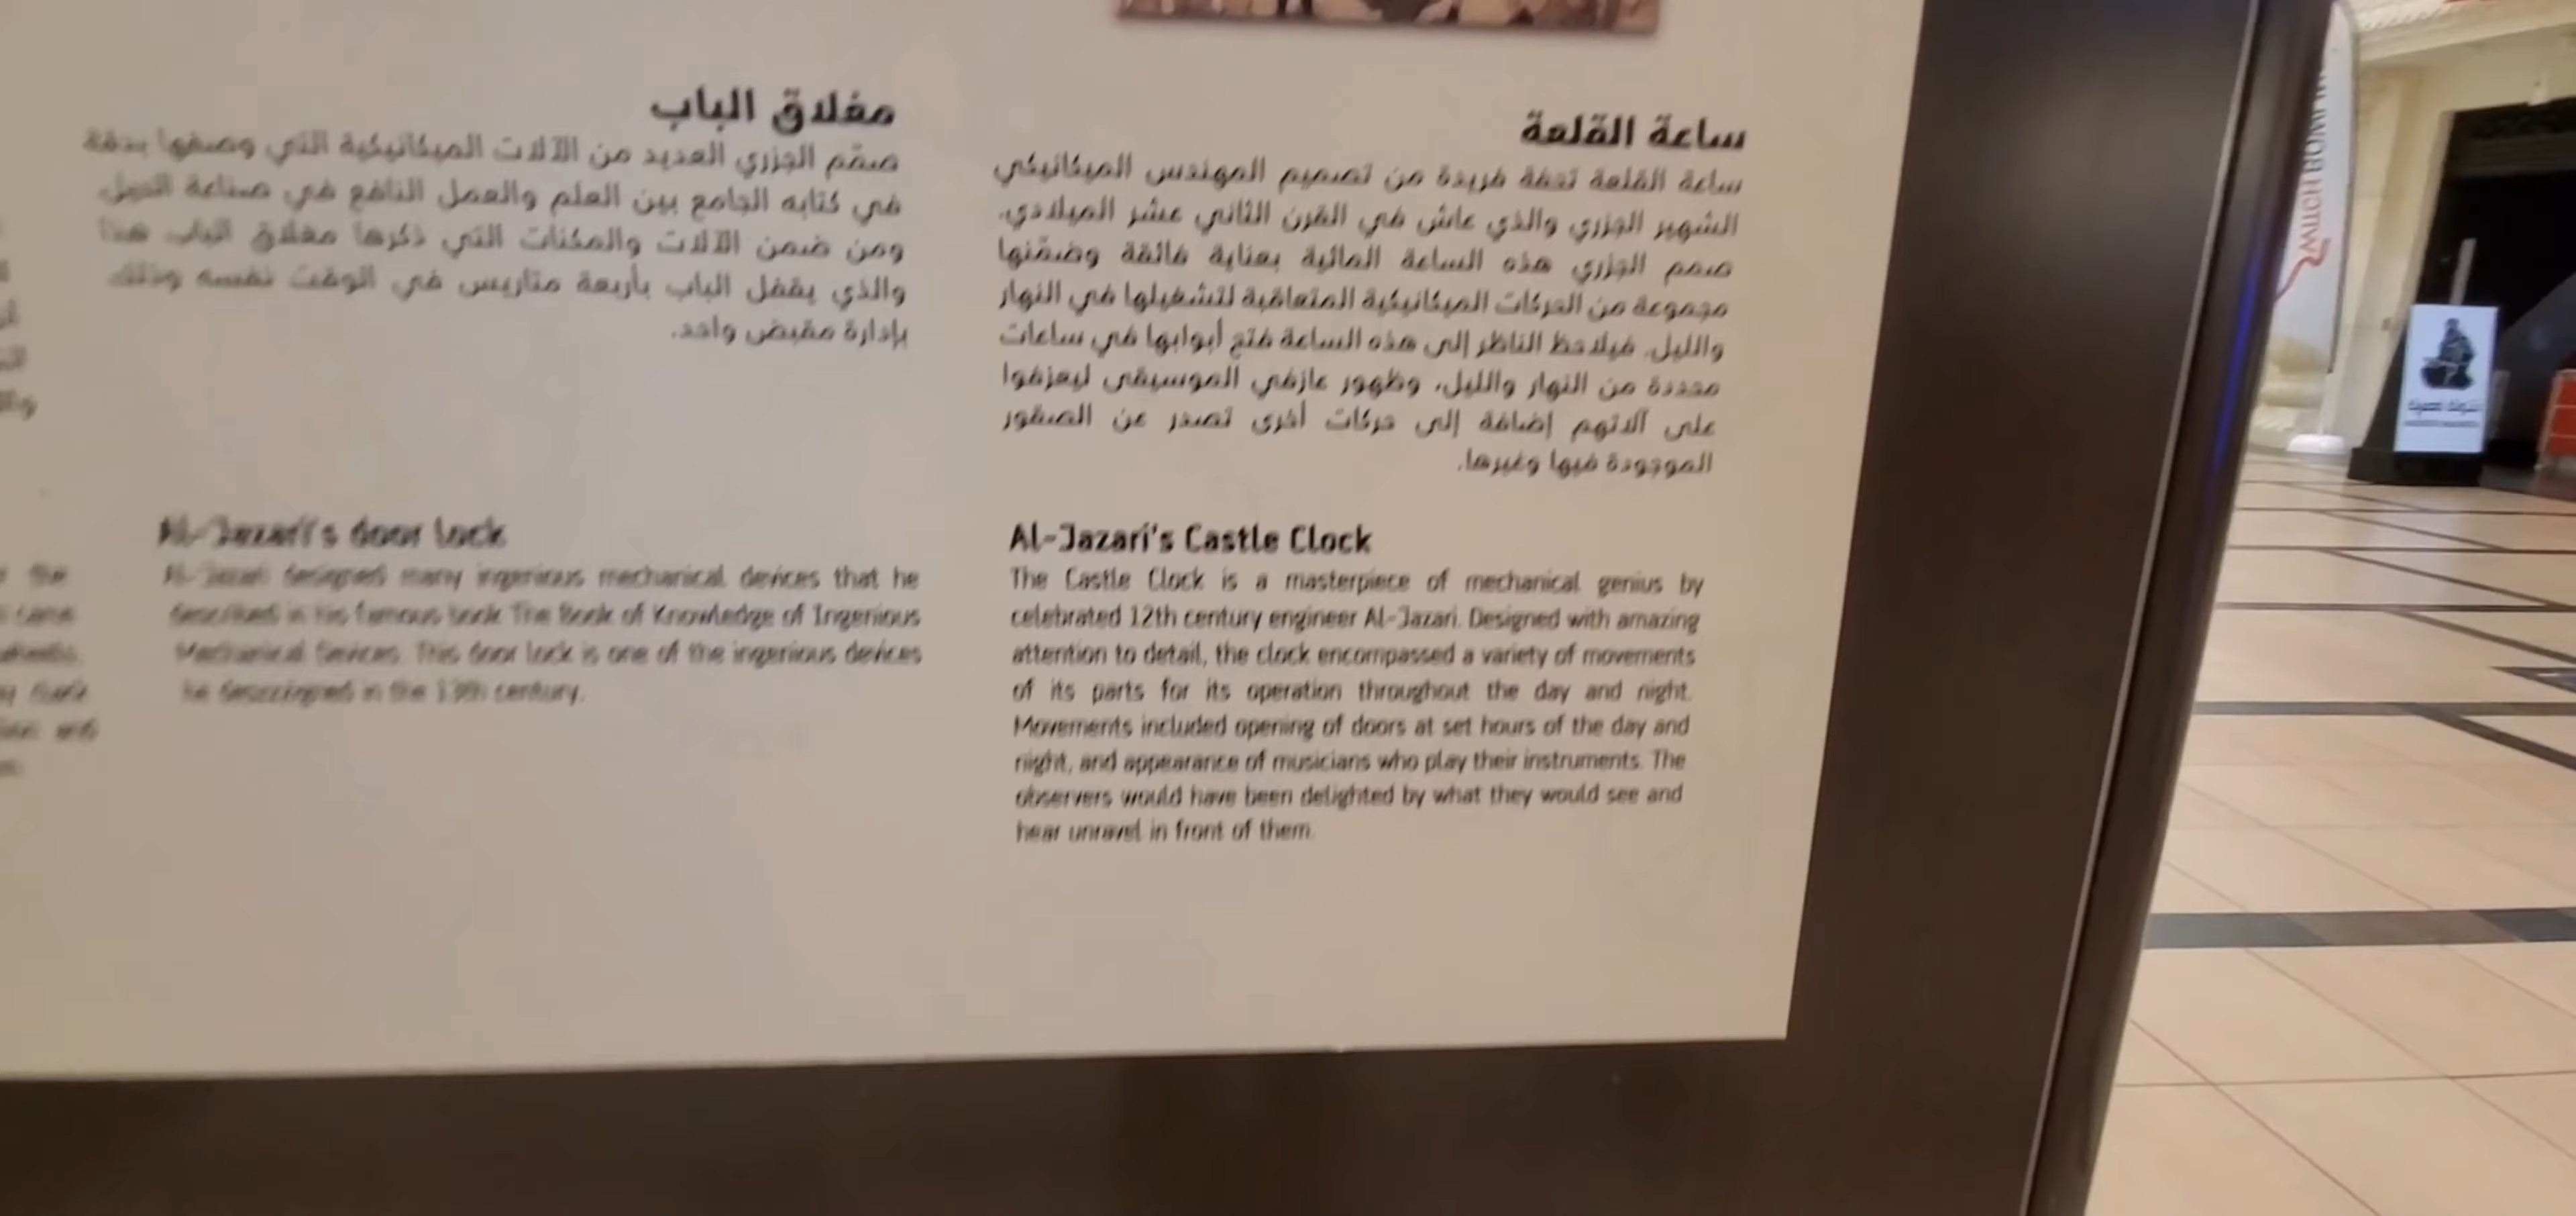 ساعة القلعة
ساعة القلعة تحفة فريدة من تصميم المهندس الميكانيكي
الشهير الجزري والذي عاش في القرن الثاني عشر الميلادي.
صمم الجزري هذه الساعة المائية بعناية فائقة وضمّنها
مجموعة من الحركات الميكانيكية المتعاقبة لتشغيلها في النهار
والليل. فيلاحظ الناظر إلى هذه الساعة فتح أبوابها في ساعات
محددة من النهار والليل، وظهور عازفي الموسيقى ليعزفوا
على آلاتهم إضافة إلى حركات أخرى تصدر عن الصقور
الموجودة فيها وغيرها.
Al-Jazari's Castle Clock
The Castle Clock is a masterpiece of mechanical genius by
celebrated 12th century engineer Al-Jazari. Designed with amazing
attention to detail, the clock encompassed a variety of movements
of its parts for its operation throughout the day and night.
Movements included opening of doors at set hours of the day and
night, and appearance of musicians who play their instruments. The
observers would have been delighted by what they would see and
hear unravel in front of them.
مغلاق الباب
صمّم الجزري العديد من الآلات الميكانيكية التي وصفها بدقة
في كتابه الجامع بين العلم والعمل النافع في صناعة الحيل.
ومن ضمن الآلات والمكنات التي ذكرها مغلاق الباب هذا
والذي يقفل الباب بأربعة متاريس في الوقت نفسه وذلك
بإدارة مقبض واحد.
Al-Jazari's door lock
Al-Jazari designed many ingenious mechanical devices that he
described in his famous book The Book of Knowledge of Ingenious
Mechanical Devices. This door lock is one of the ingenious devices
he in the 13th century.